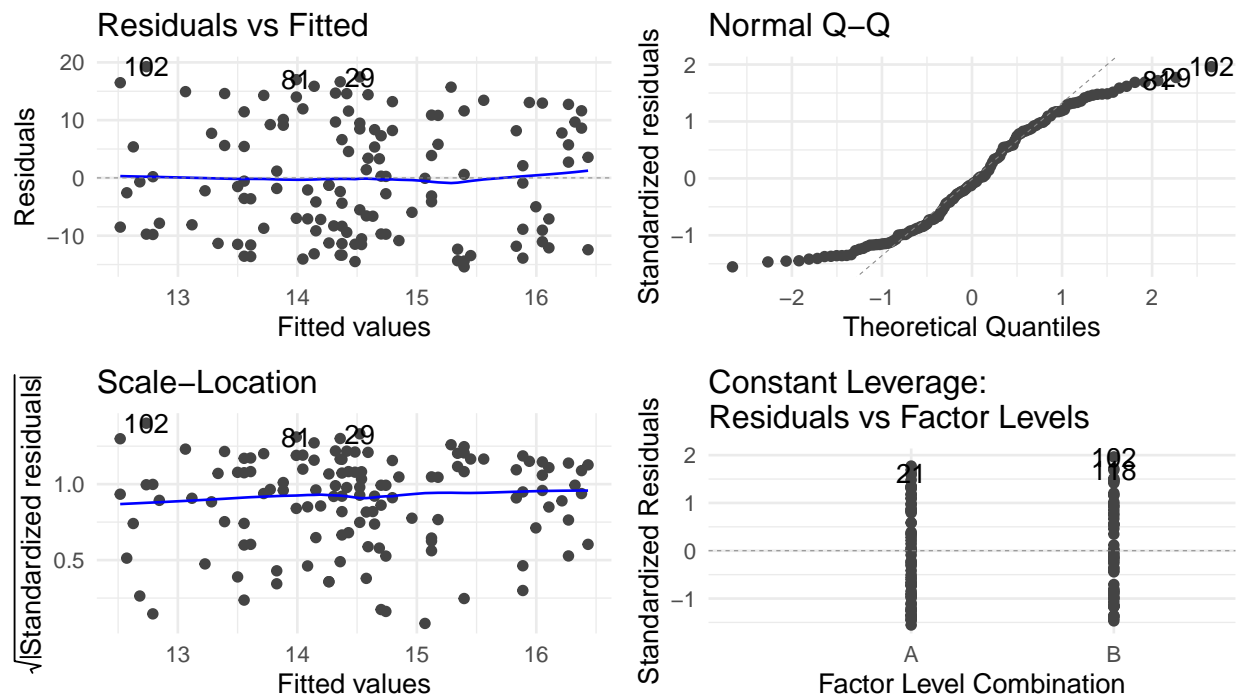 Residuals vs Fitted
Residuals
20
10
0
−10
102
81
29
13
14
15
16
Fitted values
Normal Q−Q
Standardized residuals
2
1
0
−1
81
29
102
−2
−1
0
1
2
Theoretical Quantiles
Scale−Location
√|Standardized residuals|
1.0
0.5
102
81
29
13
14
15
16
Fitted values
Constant Leverage:
Residuals vs Factor Levels
Standardized Residuals
2
1
0
−1
21
102
118
A
B
Factor Level Combination